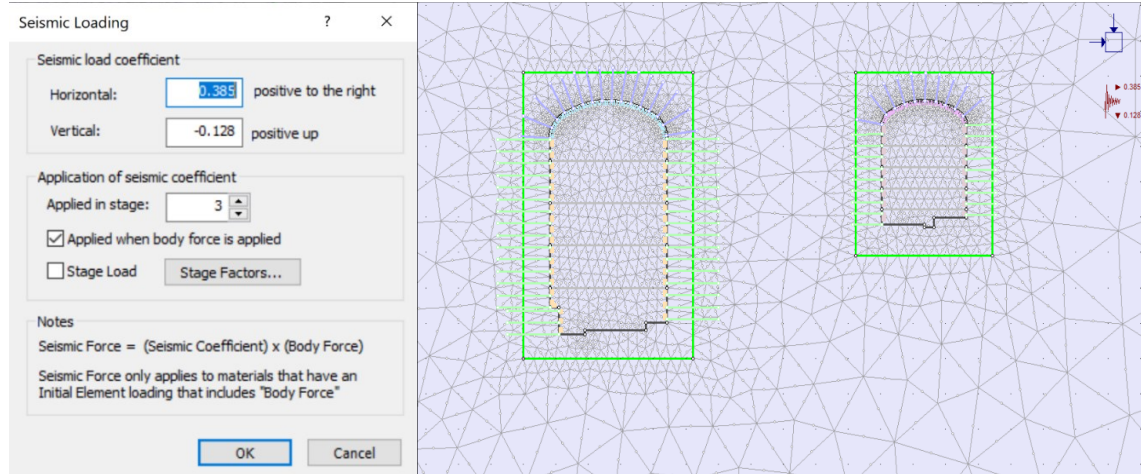 Seismic Loading ? ×
Seismic load coefficient
Horizontal: 0.385 positive to the right
Vertical: -0.128 positive up
Application of seismic coefficient
Applied in stage: 3
Applied when body force is applied
Stage Load Stage Factors...
Notes
Seismic Force = (Seismic Coefficient) x (Body Force)
Seismic Force only applies to materials that have an
Initial Element loading that includes "Body Force"
OK Cancel
0.385
0.128